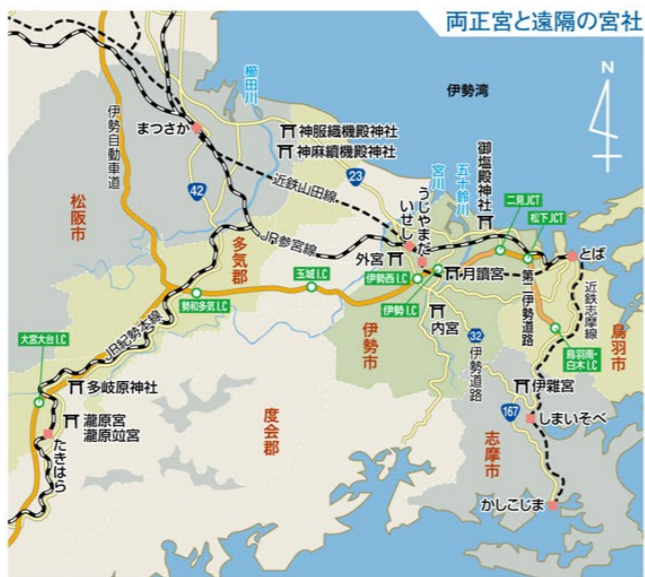 両正宮と遠隔の宮社
N
伊勢湾
櫛田川
まつさか
伊勢自動車道
神服織機殿神社
神麻續機殿神社
近鉄山田線
23
42
松阪市
多気郡
JR参宮線
宮川
五十鈴川
御塩殿神社
うじやまだ
いせし
外宮
二見JCT
松下JCT
とば
月讀宮
伊勢西I.C
伊勢I.C
玉城I.C
勢和多気I.C
内宮
伊勢市
第二伊勢道路
近鉄志摩線
鳥羽市
鳥羽南・
白木I.C
32
伊勢道路
JR紀勢本線
大宮大台I.C
多岐原神社
瀧原宮
瀧原竝宮
たきはら
度会郡
伊雜宮
167
しまいそべ
志摩市
かしこじま